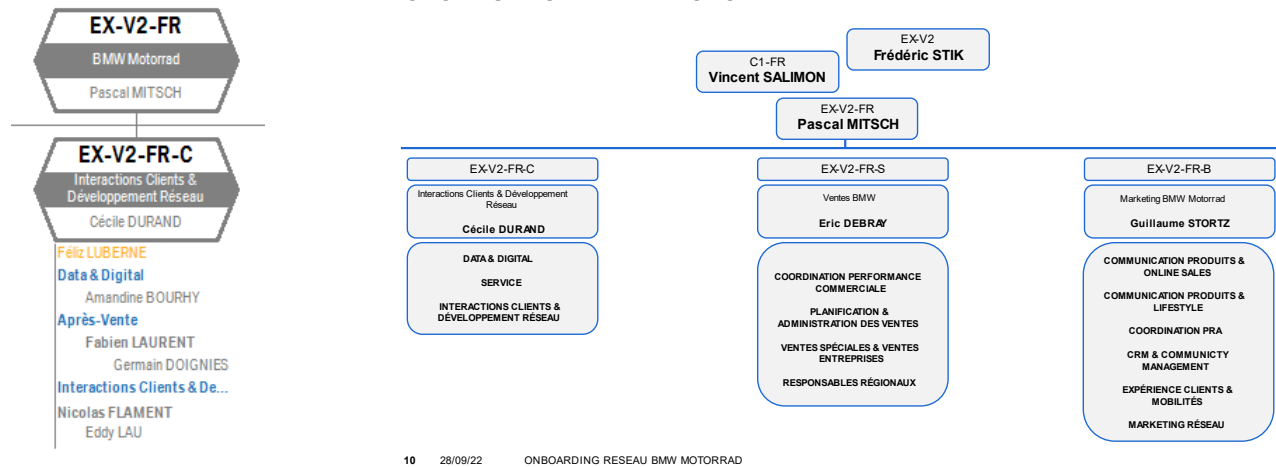 EX-V2-FR
BMW Motorrad
Pascal MITSCH
EX-V2-FR-C
Interactions Clients &
Développement Réseau
Cécile DURAND
Féliz LUBERNE
Data & Digital
Amandine BOURHY
Après-Vente
Fabien LAURENT
Germain DOIGNIES
Interactions Clients & De...
Nicolas FLAMENT
Eddy LAU
EX-V2
Frédéric STIK
C1-FR
Vincent SALIMON
EX-V2-FR
Pascal MITSCH
EX-V2-FR-C
Interactions Clients & Développement
Réseau
Cécile DURAND
DATA & DIGITAL
SERVICE
INTERACTIONS CLIENTS &
DÉVELOPPEMENT RÉSEAU
EX-V2-FR-S
Ventes BMW
Eric DEBRAY
COORDINATION PERFORMANCE
COMMERCIALE
PLANIFICATION &
ADMINISTRATION DES VENTES
VENTES SPÉCIALES & VENTES
ENTREPRISES
RESPONSABLES RÉGIONAUX
EX-V2-FR-B
Marketing BMW Motorrad
Guillaume STORTZ
COMMUNICATION PRODUITS &
ONLINE SALES
COMMUNICATION PRODUITS &
LIFESTYLE
COORDINATION PRA
CRM & COMMUNICTY
MANAGEMENT
EXPÉRIENCE CLIENTS &
MOBILITÉS
MARKETING RÉSEAU
10 28/09/22 ONBOARDING RESEAU BMW MOTORRAD